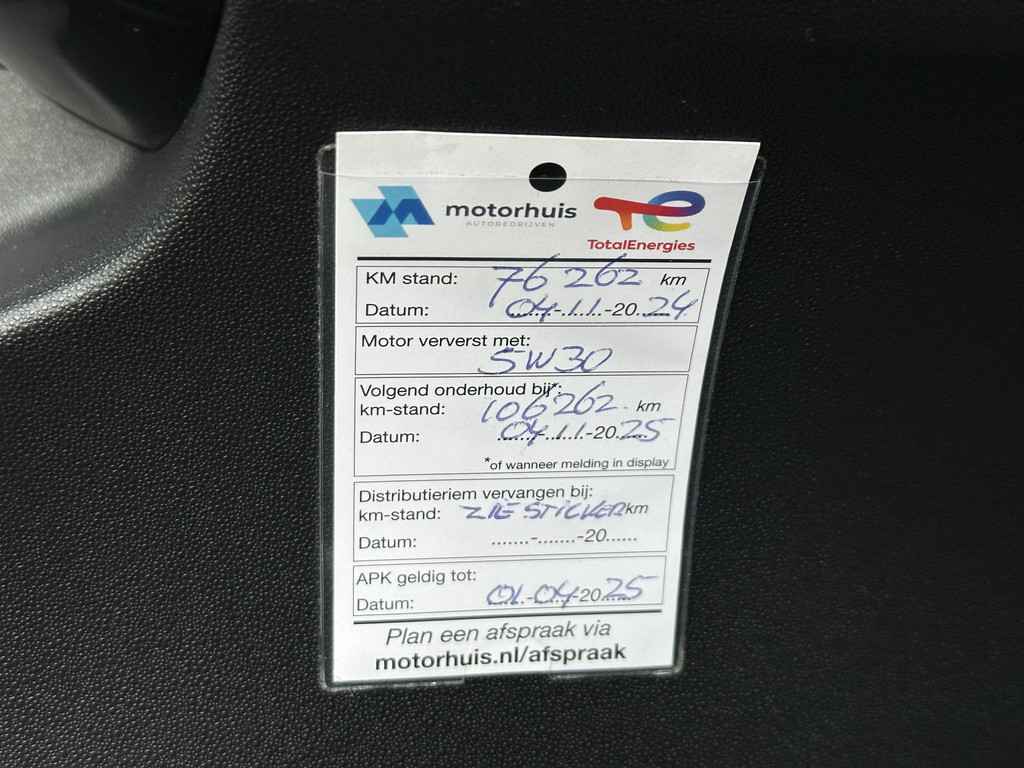 motorhuis
AUTOBEDRIJVEN
TotalEnergies
KM stand: 76 262 km
Datum: 04-11-2024
Motor ververst met:
5W30
Volgend onderhoud bij*:
km-stand: 106262 km
Datum: 04-11-2025
*of wanneer melding in display
Distributieriem vervangen bij:
km-stand: ZIE STICKER km
Datum: .......-.......-20......
APK geldig tot:
Datum: 01-04-2025
Plan een afspraak via
motorhuis.nl/afspraak